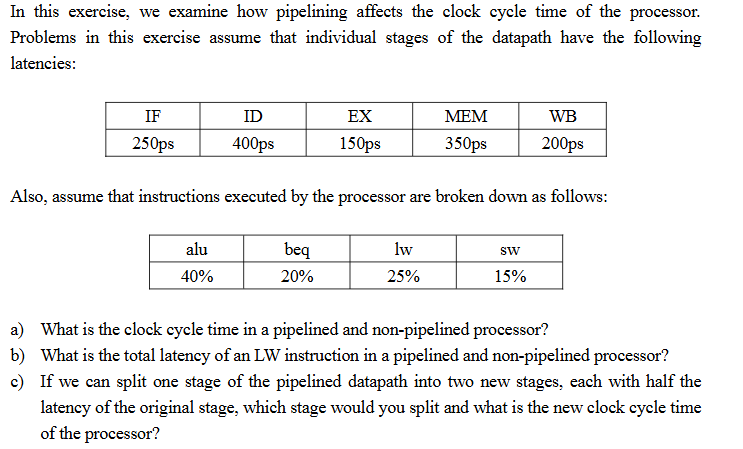 In this exercise, we examine how pipelining affects the clock cycle time of the processor.
Problems in this exercise assume that individual stages of the datapath have the following
latencies:
IF ID EX MEM WB
250ps 400ps 150ps 350ps 200ps
Also, assume that instructions executed by the processor are broken down as follows:
alu beq lw sw
40% 20% 25% 15%
a) What is the clock cycle time in a pipelined and non-pipelined processor?
b) What is the total latency of an LW instruction in a pipelined and non-pipelined processor?
c) If we can split one stage of the pipelined datapath into two new stages, each with half the
latency of the original stage, which stage would you split and what is the new clock cycle time
of the processor?